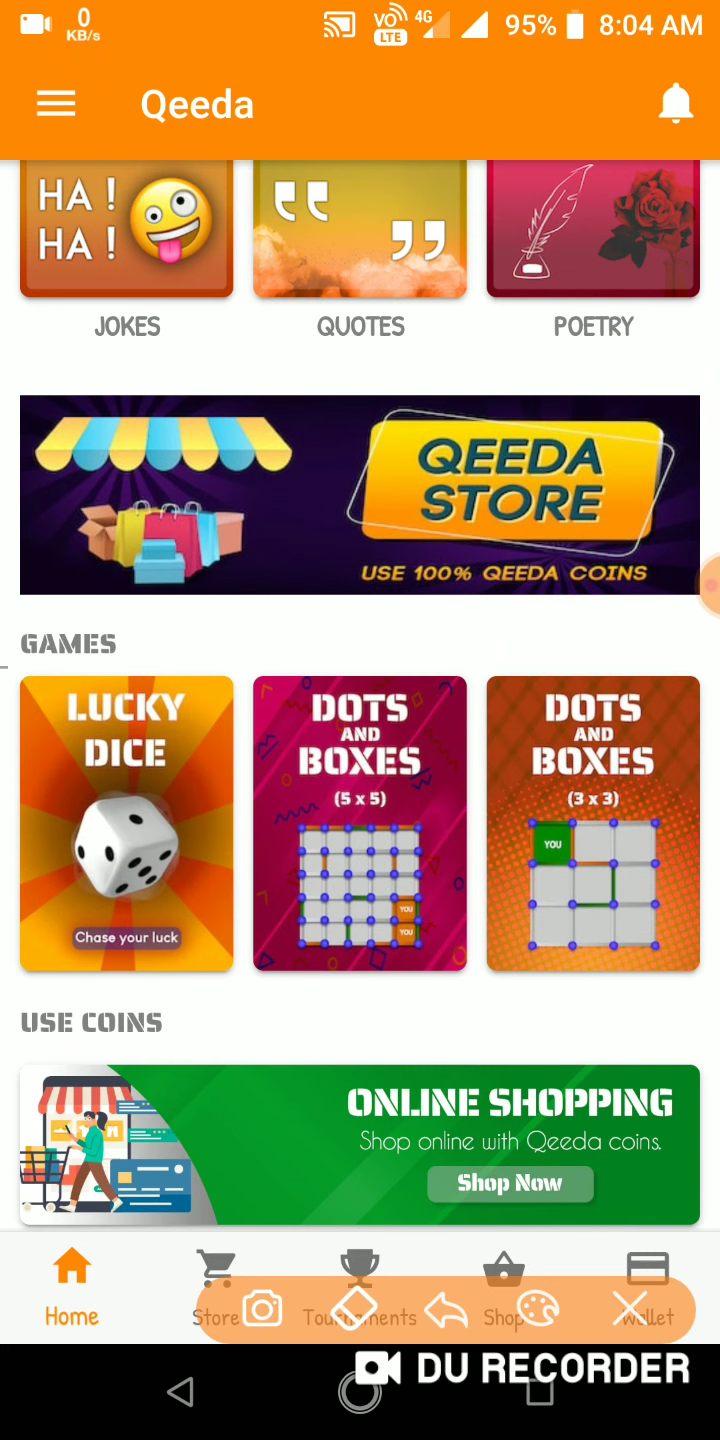 0
KB/s
VO
LTE
4G
95%
8:04 AM
Qeeda
HA !
HA !
JOKES
QUOTES
POETRY
QEEDA
STORE
USE 100% QEEDA COINS
GAMES
LUCKY
DICE
Chase your luck
DOTS
AND
BOXES
(5 x 5)
YOU
YOU
DOTS
AND
BOXES
(3 x 3)
YOU
USE COINS
ONLINE SHOPPING
Shop online with Qeeda coins.
Shop Now
Home
Store
Tournaments
Shop
Wallet
DU RECORDER